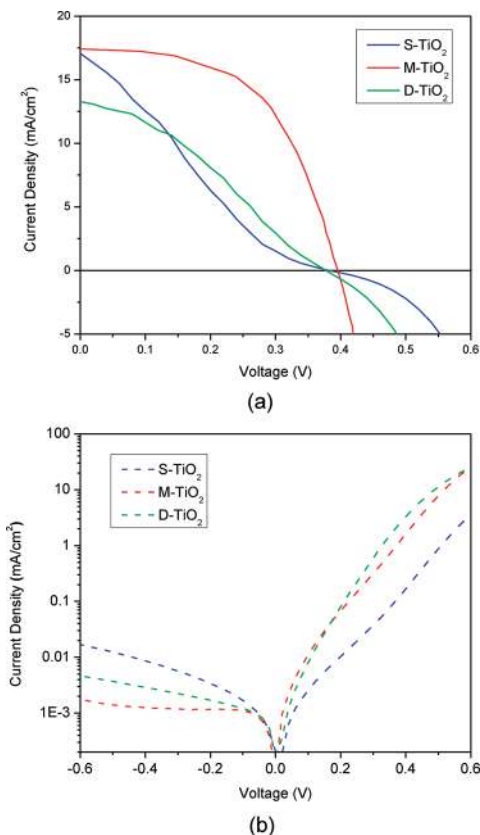 20
15
10
5
0
-5
Current Density (mA/cm²)
S-TiO₂
M-TiO₂
D-TiO₂
0.0 0.1 0.2 0.3 0.4 0.5 0.6
Voltage (V)
(a)
100
10
1
0.1
0.01
1E-3
Current Density (mA/cm²)
S-TiO₂
M-TiO₂
D-TiO₂
-0.6 -0.4 -0.2 0.0 0.2 0.4 0.6
Voltage (V)
(b)